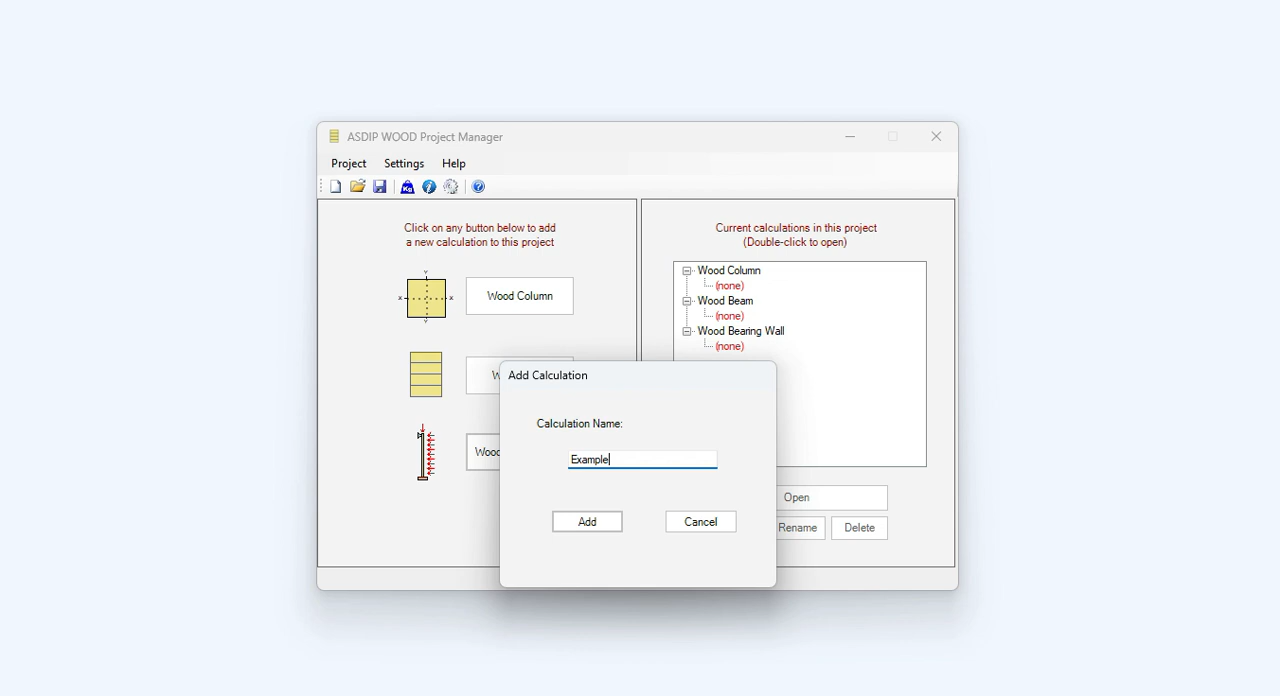 ASDIP WOOD Project Manager
Project Settings Help
Click on any button below to add
a new calculation to this project
Y
X X
Y
Wood Column
Wood
Current calculations in this project
(Double-click to open)
Wood Column
(none)
Wood Beam
(none)
Wood Bearing Wall
(none)
Open
Rename Delete
Add Calculation
Calculation Name:
Example
Add Cancel
Kg